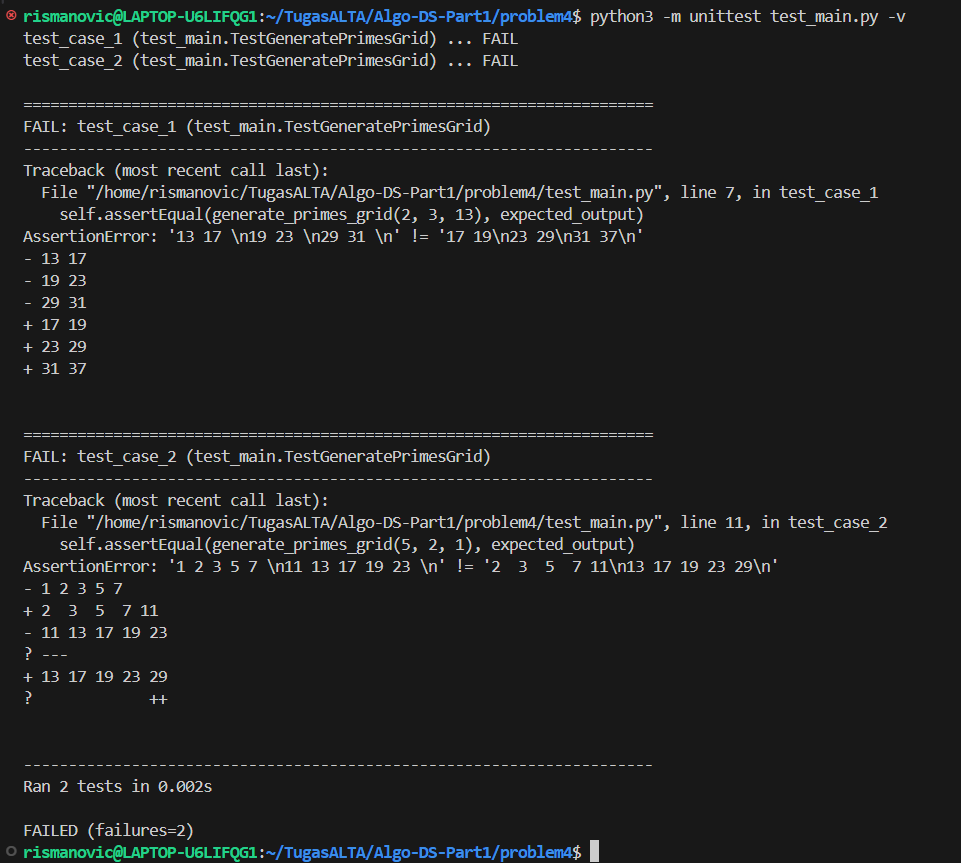 rismanovic@LAPTOP-U6LIFQG1:~/TugasALTA/Algo-DS-Part1/problem4$ python3 -m unittest test_main.py -v
test_case_1 (test_main.TestGeneratePrimesGrid) ... FAIL
test_case_2 (test_main.TestGeneratePrimesGrid) ... FAIL
======================================================================
FAIL: test_case_1 (test_main.TestGeneratePrimesGrid)
----------------------------------------------------------------------
Traceback (most recent call last):
  File "/home/rismanovic/TugasALTA/Algo-DS-Part1/problem4/test_main.py", line 7, in test_case_1
    self.assertEqual(generate_primes_grid(2, 3, 13), expected_output)
AssertionError: '13 17 \n19 23 \n29 31 \n' != '17 19\n23 29\n31 37\n'
- 13 17
- 19 23
- 29 31
+ 17 19
+ 23 29
+ 31 37
======================================================================
FAIL: test_case_2 (test_main.TestGeneratePrimesGrid)
----------------------------------------------------------------------
Traceback (most recent call last):
  File "/home/rismanovic/TugasALTA/Algo-DS-Part1/problem4/test_main.py", line 11, in test_case_2
    self.assertEqual(generate_primes_grid(5, 2, 1), expected_output)
AssertionError: '1 2 3 5 7 \n11 13 17 19 23 \n' != '2  3  5  7 11\n13 17 19 23 29\n'
- 1 2 3 5 7
+ 2  3  5  7 11
- 11 13 17 19 23
? ---
+ 13 17 19 23 29
?             ++
----------------------------------------------------------------------
Ran 2 tests in 0.002s
FAILED (failures=2)
rismanovic@LAPTOP-U6LIFQG1:~/TugasALTA/Algo-DS-Part1/problem4$